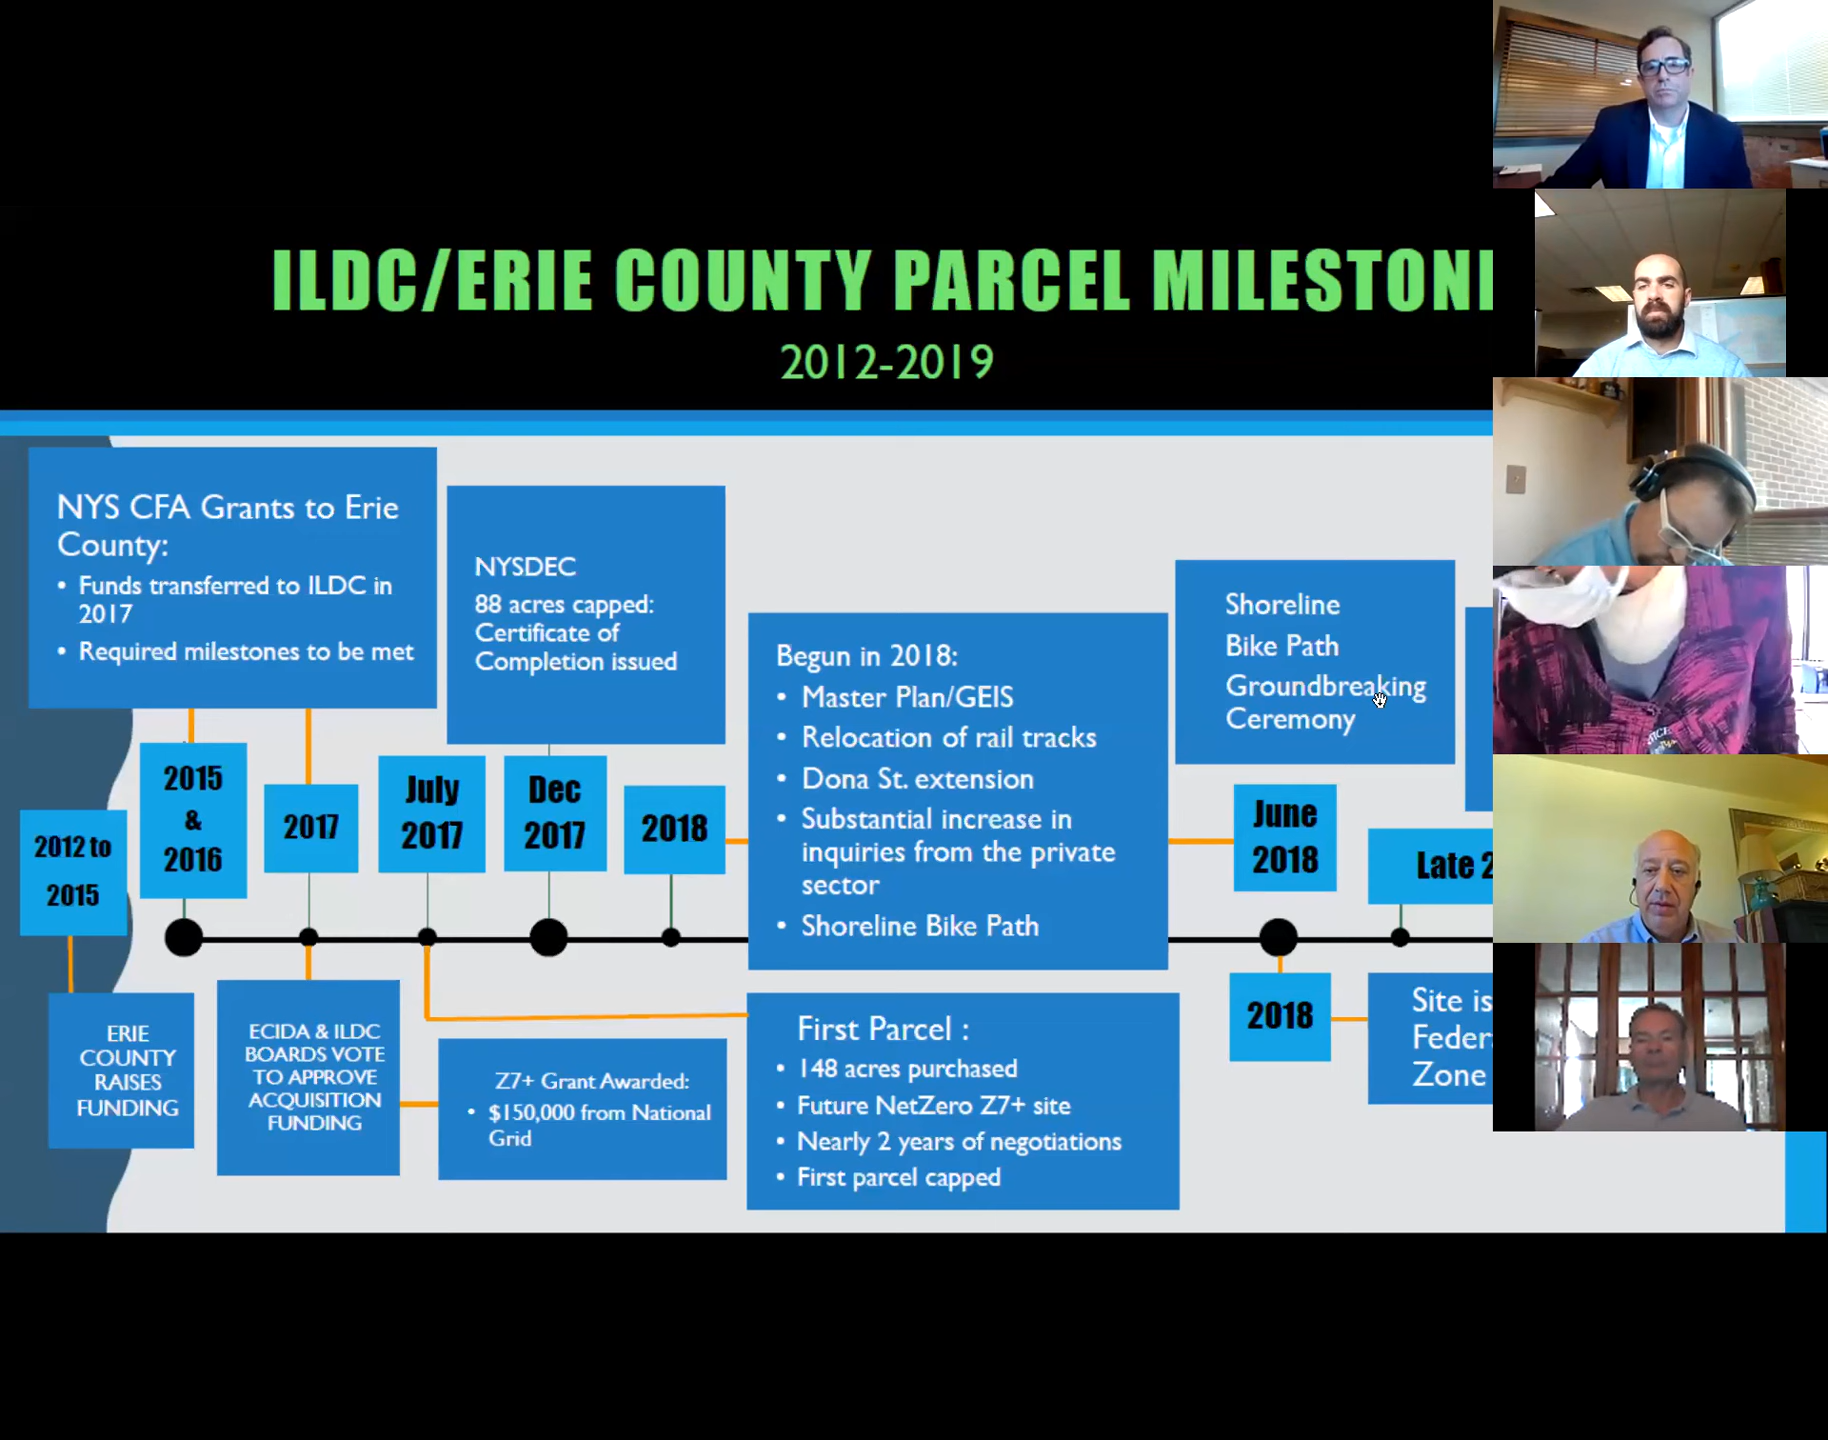 ILDC/ERIE COUNTY PARCEL
2012-2019
NYS CFA Grants to Erie
County:
• Funds transferred to ILDC in
2017
• Required milestones to be met
NYSDEC
88 acres capped:
Certificate of
Completion issued
Begun in 2018:
• Master Plan/GEIS
• Relocation of rail tracks
• Dona St. extension
• Substantial increase in
inquiries from the private
sector
• Shoreline Bike Path
Shoreline
Bike Path
Groundbreaking
Ceremony
2012 to
2015
2015
&
2016
2017
July
2017
Dec
2017
2018
June
2018
Late
ERIE
COUNTY
RAISES
FUNDING
ECIDA & ILDC
BOARDS VOTE
TO APPROVE
ACQUISITION
FUNDING
Z7+ Grant Awarded:
• $150,000 from National
Grid
First Parcel :
• 148 acres purchased
• Future NetZero Z7+ site
• Nearly 2 years of negotiations
• First parcel capped
2018
Site is
Zone